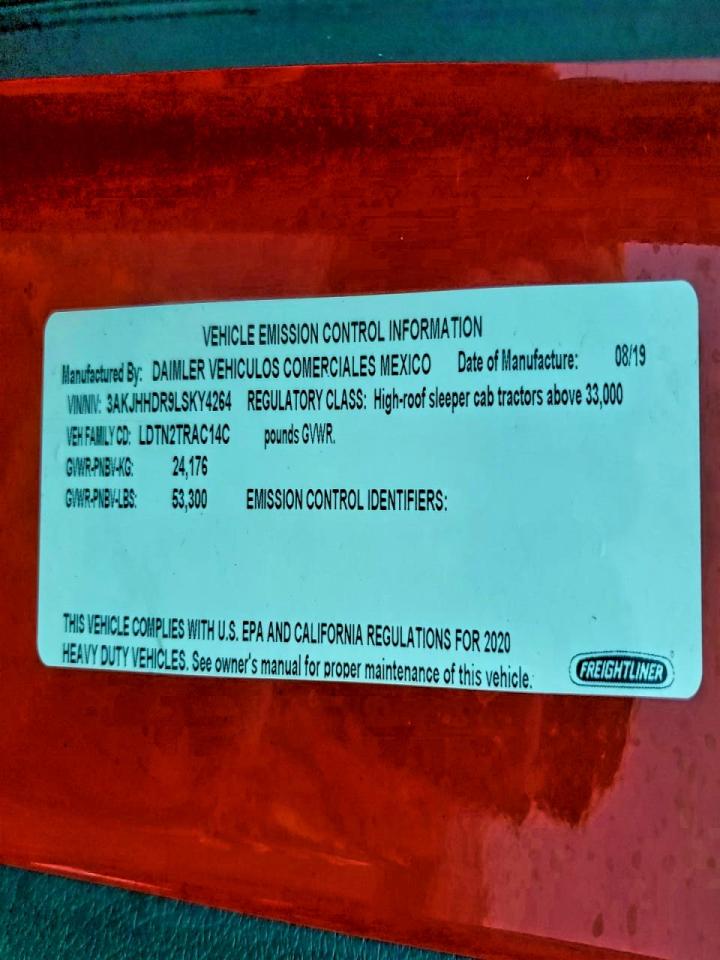 VEHICLE EMISSION CONTROL INFORMATION
Manufactured By: DAIMLER VEHICULOS COMERCIALES MEXICO Date of Manufacture: 08/19
VIN/NIV: 3AKJHHDR9LSKY4264 REGULATORY CLASS: High-roof sleeper cab tractors above 33,000
VEH FAMILY CD: LDTN2TRAC14C pounds GVWR.
GVWR-PNBV-KG: 24,176
GVWR-PNBV-LBS: 53,300 EMISSION CONTROL IDENTIFIERS:
THIS VEHICLE COMPLIES WITH U.S. EPA AND CALIFORNIA REGULATIONS FOR 2020
HEAVY DUTY VEHICLES. See owner's manual for proper maintenance of this vehicle.
FREIGHTLINER